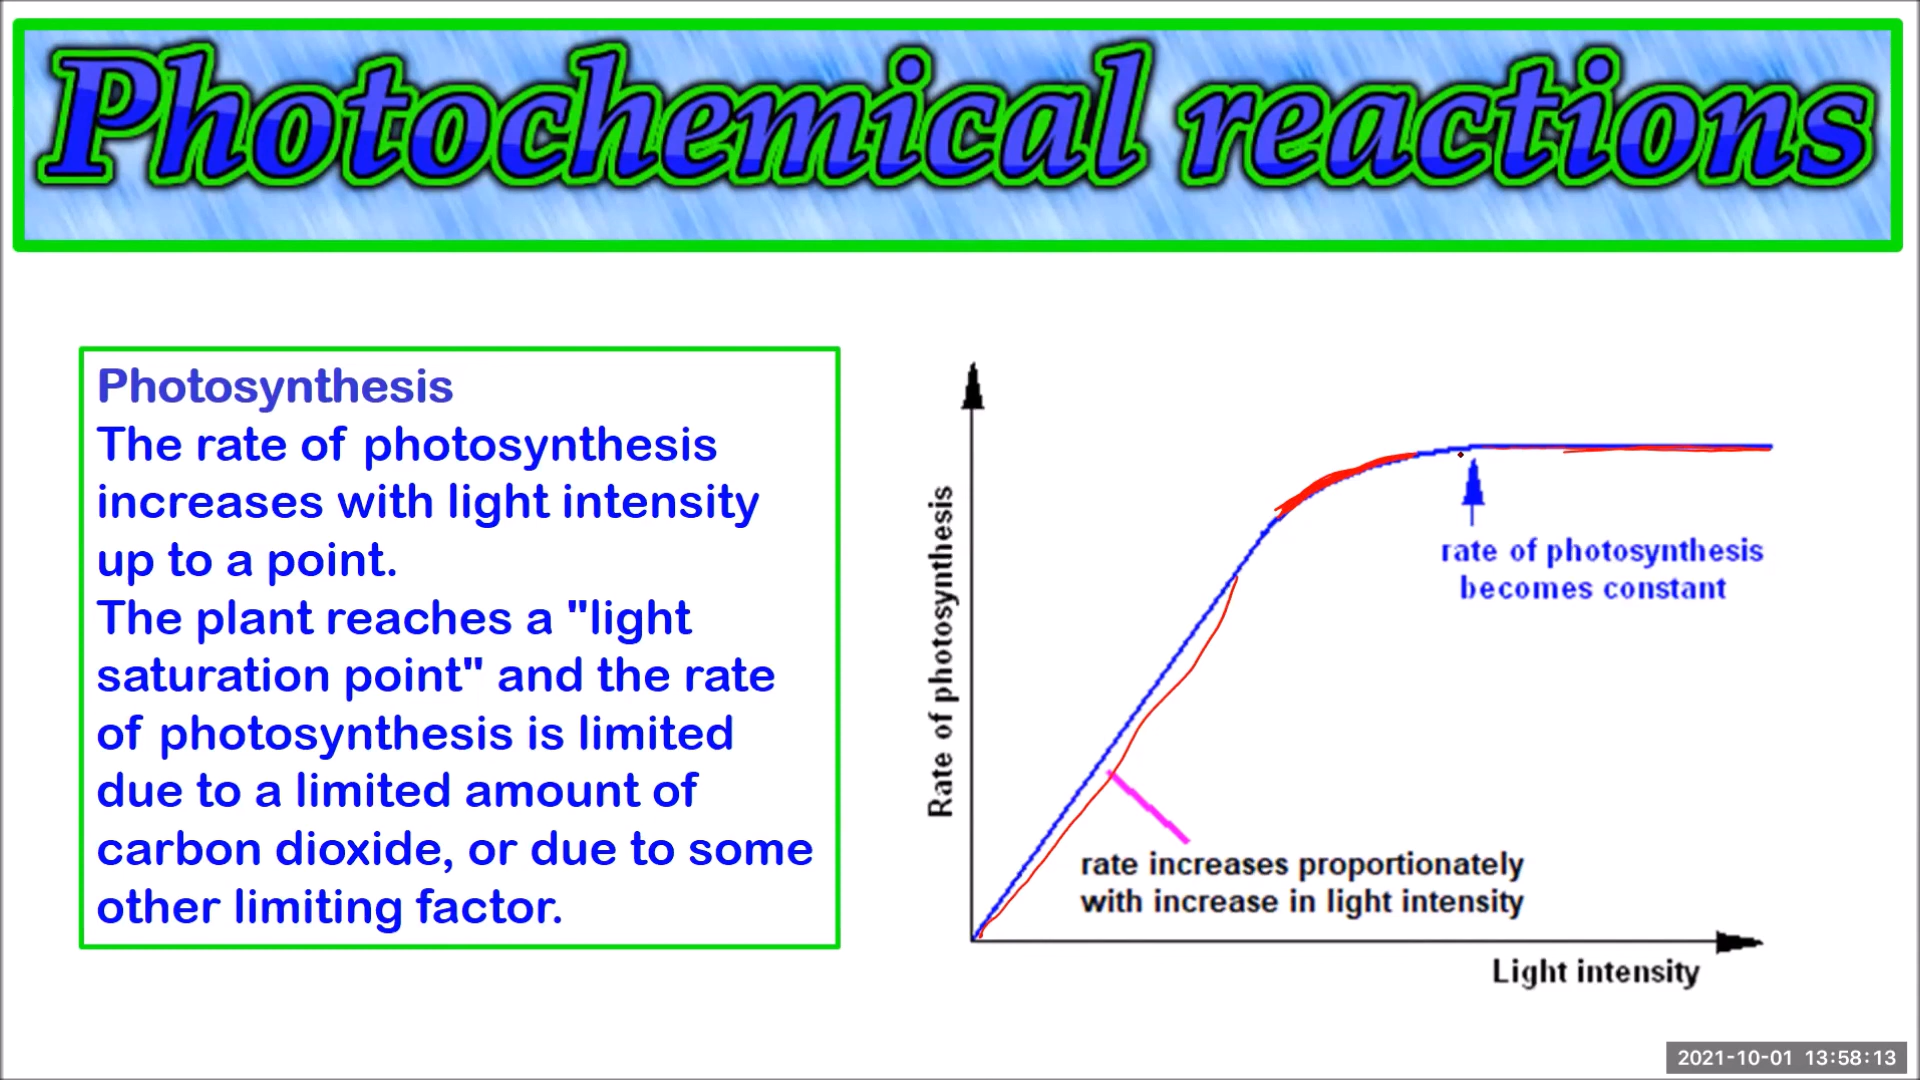 Photochemical reactions
Photosynthesis
The rate of photosynthesis
increases with light intensity
up to a point.
The plant reaches a "light
saturation point" and the rate
of photosynthesis is limited
due to a limited amount of
carbon dioxide, or due to some
other limiting factor.
Rate of photosynthesis
rate of photosynthesis
becomes constant
rate increases proportionately
with increase in light intensity
Light intensity
2021-10-01 13:58:13